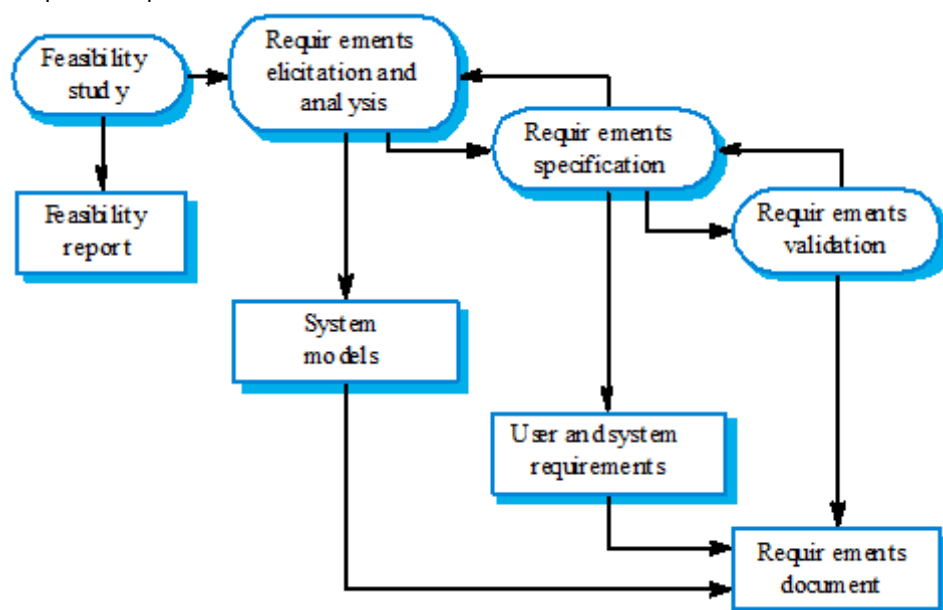 Feasibility
study
Requirements
elicitation and
analysis
Requirements
specification
Requirements
validation
Feasibility
report
System
models
User and system
requirements
Requirements
document